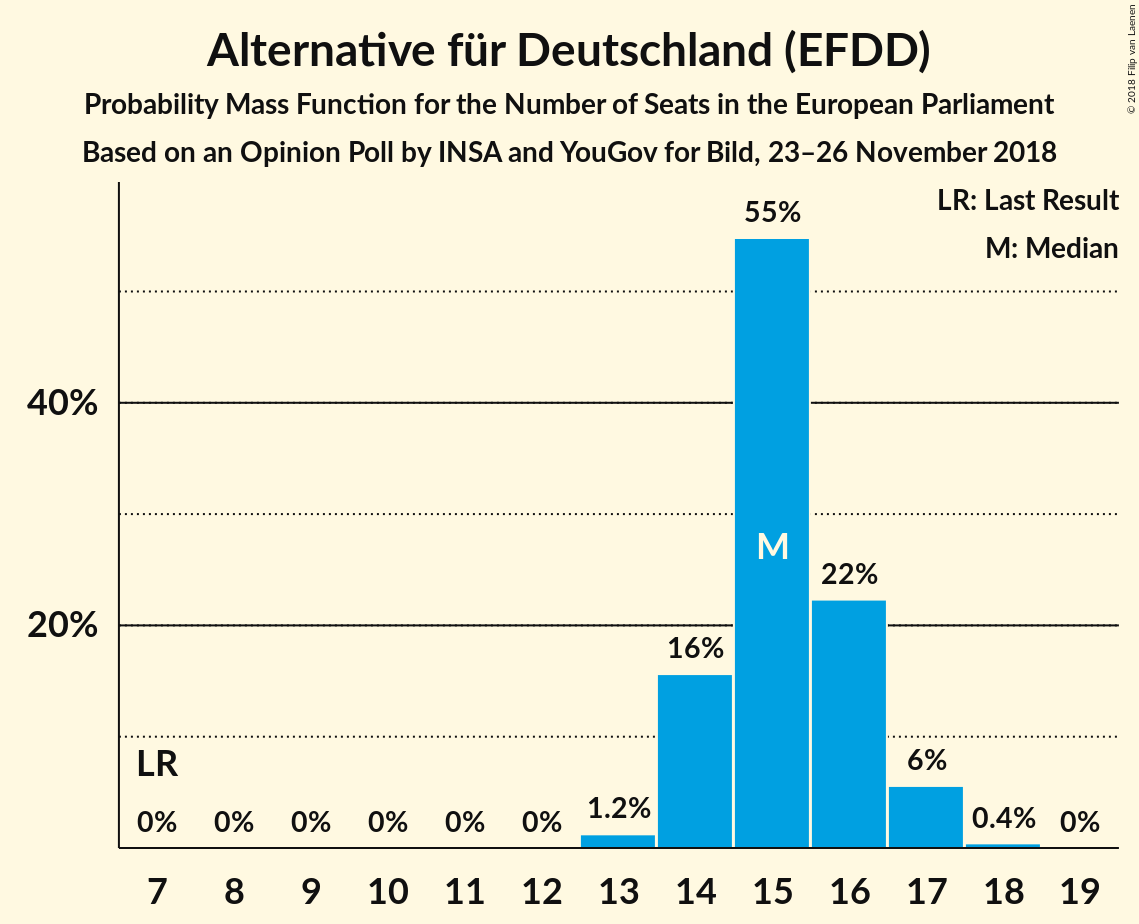 Alternative für Deutschland (EFDD)
Probability Mass Function for the Number of Seats in the European Parliament
Based on an Opinion Poll by INSA and YouGov for Bild, 23–26 November 2018
© 2018 Filip van Laenen
LR: Last Result
M: Median
55%
40%
M
22%
20%
16%
LR
6%
0% 0% 0% 0% 0% 0% 1.2% 0.4% 0%
7 8 9 10 11 12 13 14 15 16 17 18 19